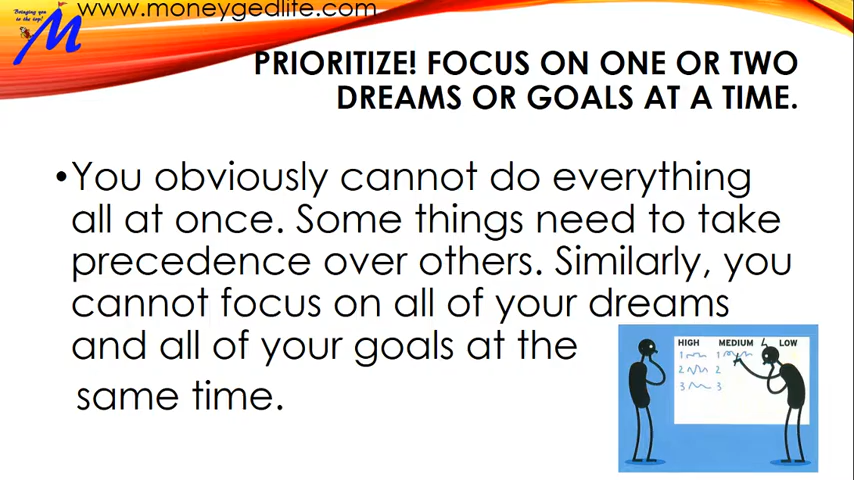 www.moneygedlife.com
Bringing you
to the top!
M
PRIORITIZE! FOCUS ON ONE OR TWO
DREAMS OR GOALS AT A TIME.
•You obviously cannot do everything
all at once. Some things need to take
precedence over others. Similarly, you
cannot focus on all of your dreams
and all of your goals at the
same time.
HIGH MEDIUM LOW
1 1
2 2
3 3